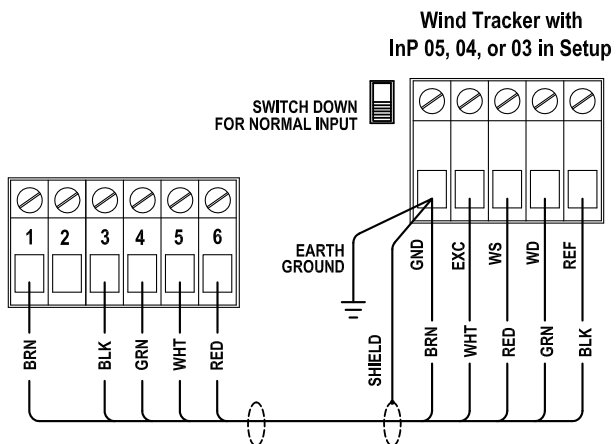 Wind Tracker with
InP 05, 04, or 03 in Setup
SWITCH DOWN
FOR NORMAL INPUT
1 2 3 4 5 6
EARTH
GROUND
GND EXC WS WD REF
BRN BLK GRN WHT RED
SHIELD
BRN WHT RED GRN BLK